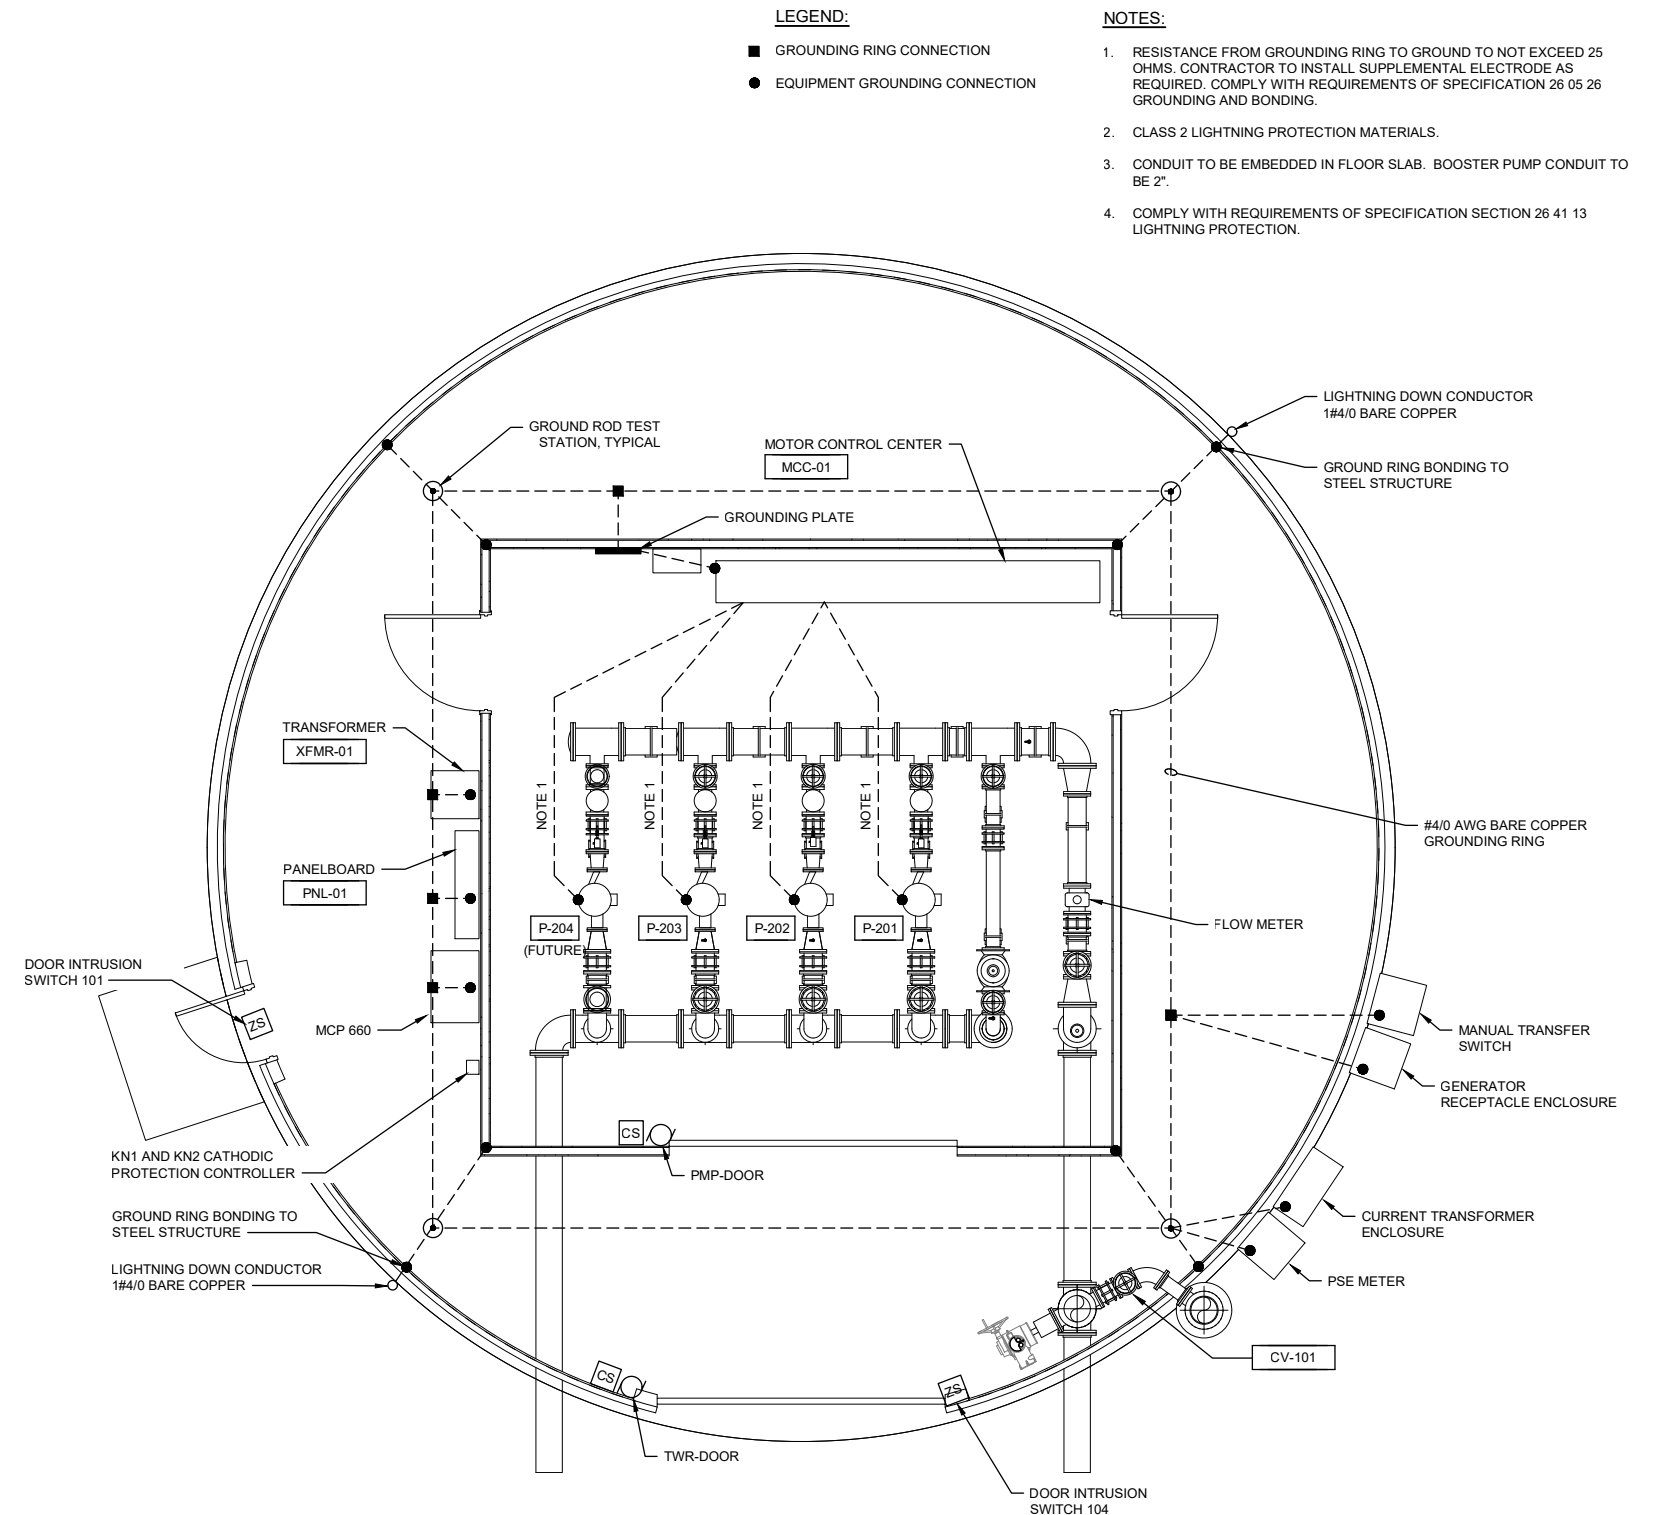 LEGEND:
GROUNDING RING CONNECTION
EQUIPMENT GROUNDING CONNECTION
NOTES:
1. RESISTANCE FROM GROUNDING RING TO GROUND TO NOT EXCEED 25
OHMS. CONTRACTOR TO INSTALL SUPPLEMENTAL ELECTRODE AS
REQUIRED. COMPLY WITH REQUIREMENTS OF SPECIFICATION 26 05 26
GROUNDING AND BONDING.
2. CLASS 2 LIGHTNING PROTECTION MATERIALS.
3. CONDUIT TO BE EMBEDDED IN FLOOR SLAB. BOOSTER PUMP CONDUIT TO
BE 2".
4. COMPLY WITH REQUIREMENTS OF SPECIFICATION SECTION 26 41 13
LIGHTNING PROTECTION.
LIGHTNING DOWN CONDUCTOR
1#4/0 BARE COPPER
GROUND ROD TEST
STATION, TYPICAL
MOTOR CONTROL CENTER
MCC-01
GROUND RING BONDING TO
STEEL STRUCTURE
GROUNDING PLATE
TRANSFORMER
XFMR-01
NOTE 1
NOTE 1
NOTE 1
NOTE 1
#4/0 AWG BARE COPPER
GROUNDING RING
PANELBOARD
PNL-01
P-204
(FUTURE)
P-203
P-202
P-201
FLOW METER
DOOR INTRUSION
SWITCH 101
ZS
MCP 660
MANUAL TRANSFER
SWITCH
GENERATOR
RECEPTACLE ENCLOSURE
CS
KN1 AND KN2 CATHODIC
PROTECTION CONTROLLER
PMP-DOOR
GROUND RING BONDING TO
STEEL STRUCTURE
CURRENT TRANSFORMER
ENCLOSURE
LIGHTNING DOWN CONDUCTOR
1#4/0 BARE COPPER
PSE METER
CV-101
CS
ZS
TWR-DOOR
DOOR INTRUSION
SWITCH 104